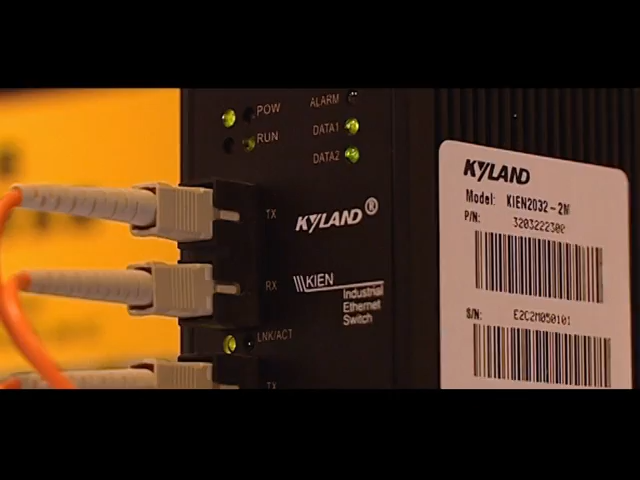 POW
ALARM
RUN
DATA1
DATA2
TX
KYLAND®
RX
KIEN
Industrial
Ethernet
Switch
LNK/ACT
TX
KYLAND
Model: KIEN2032-2M
P/N:
3203222300
S/N: E2C2M050101